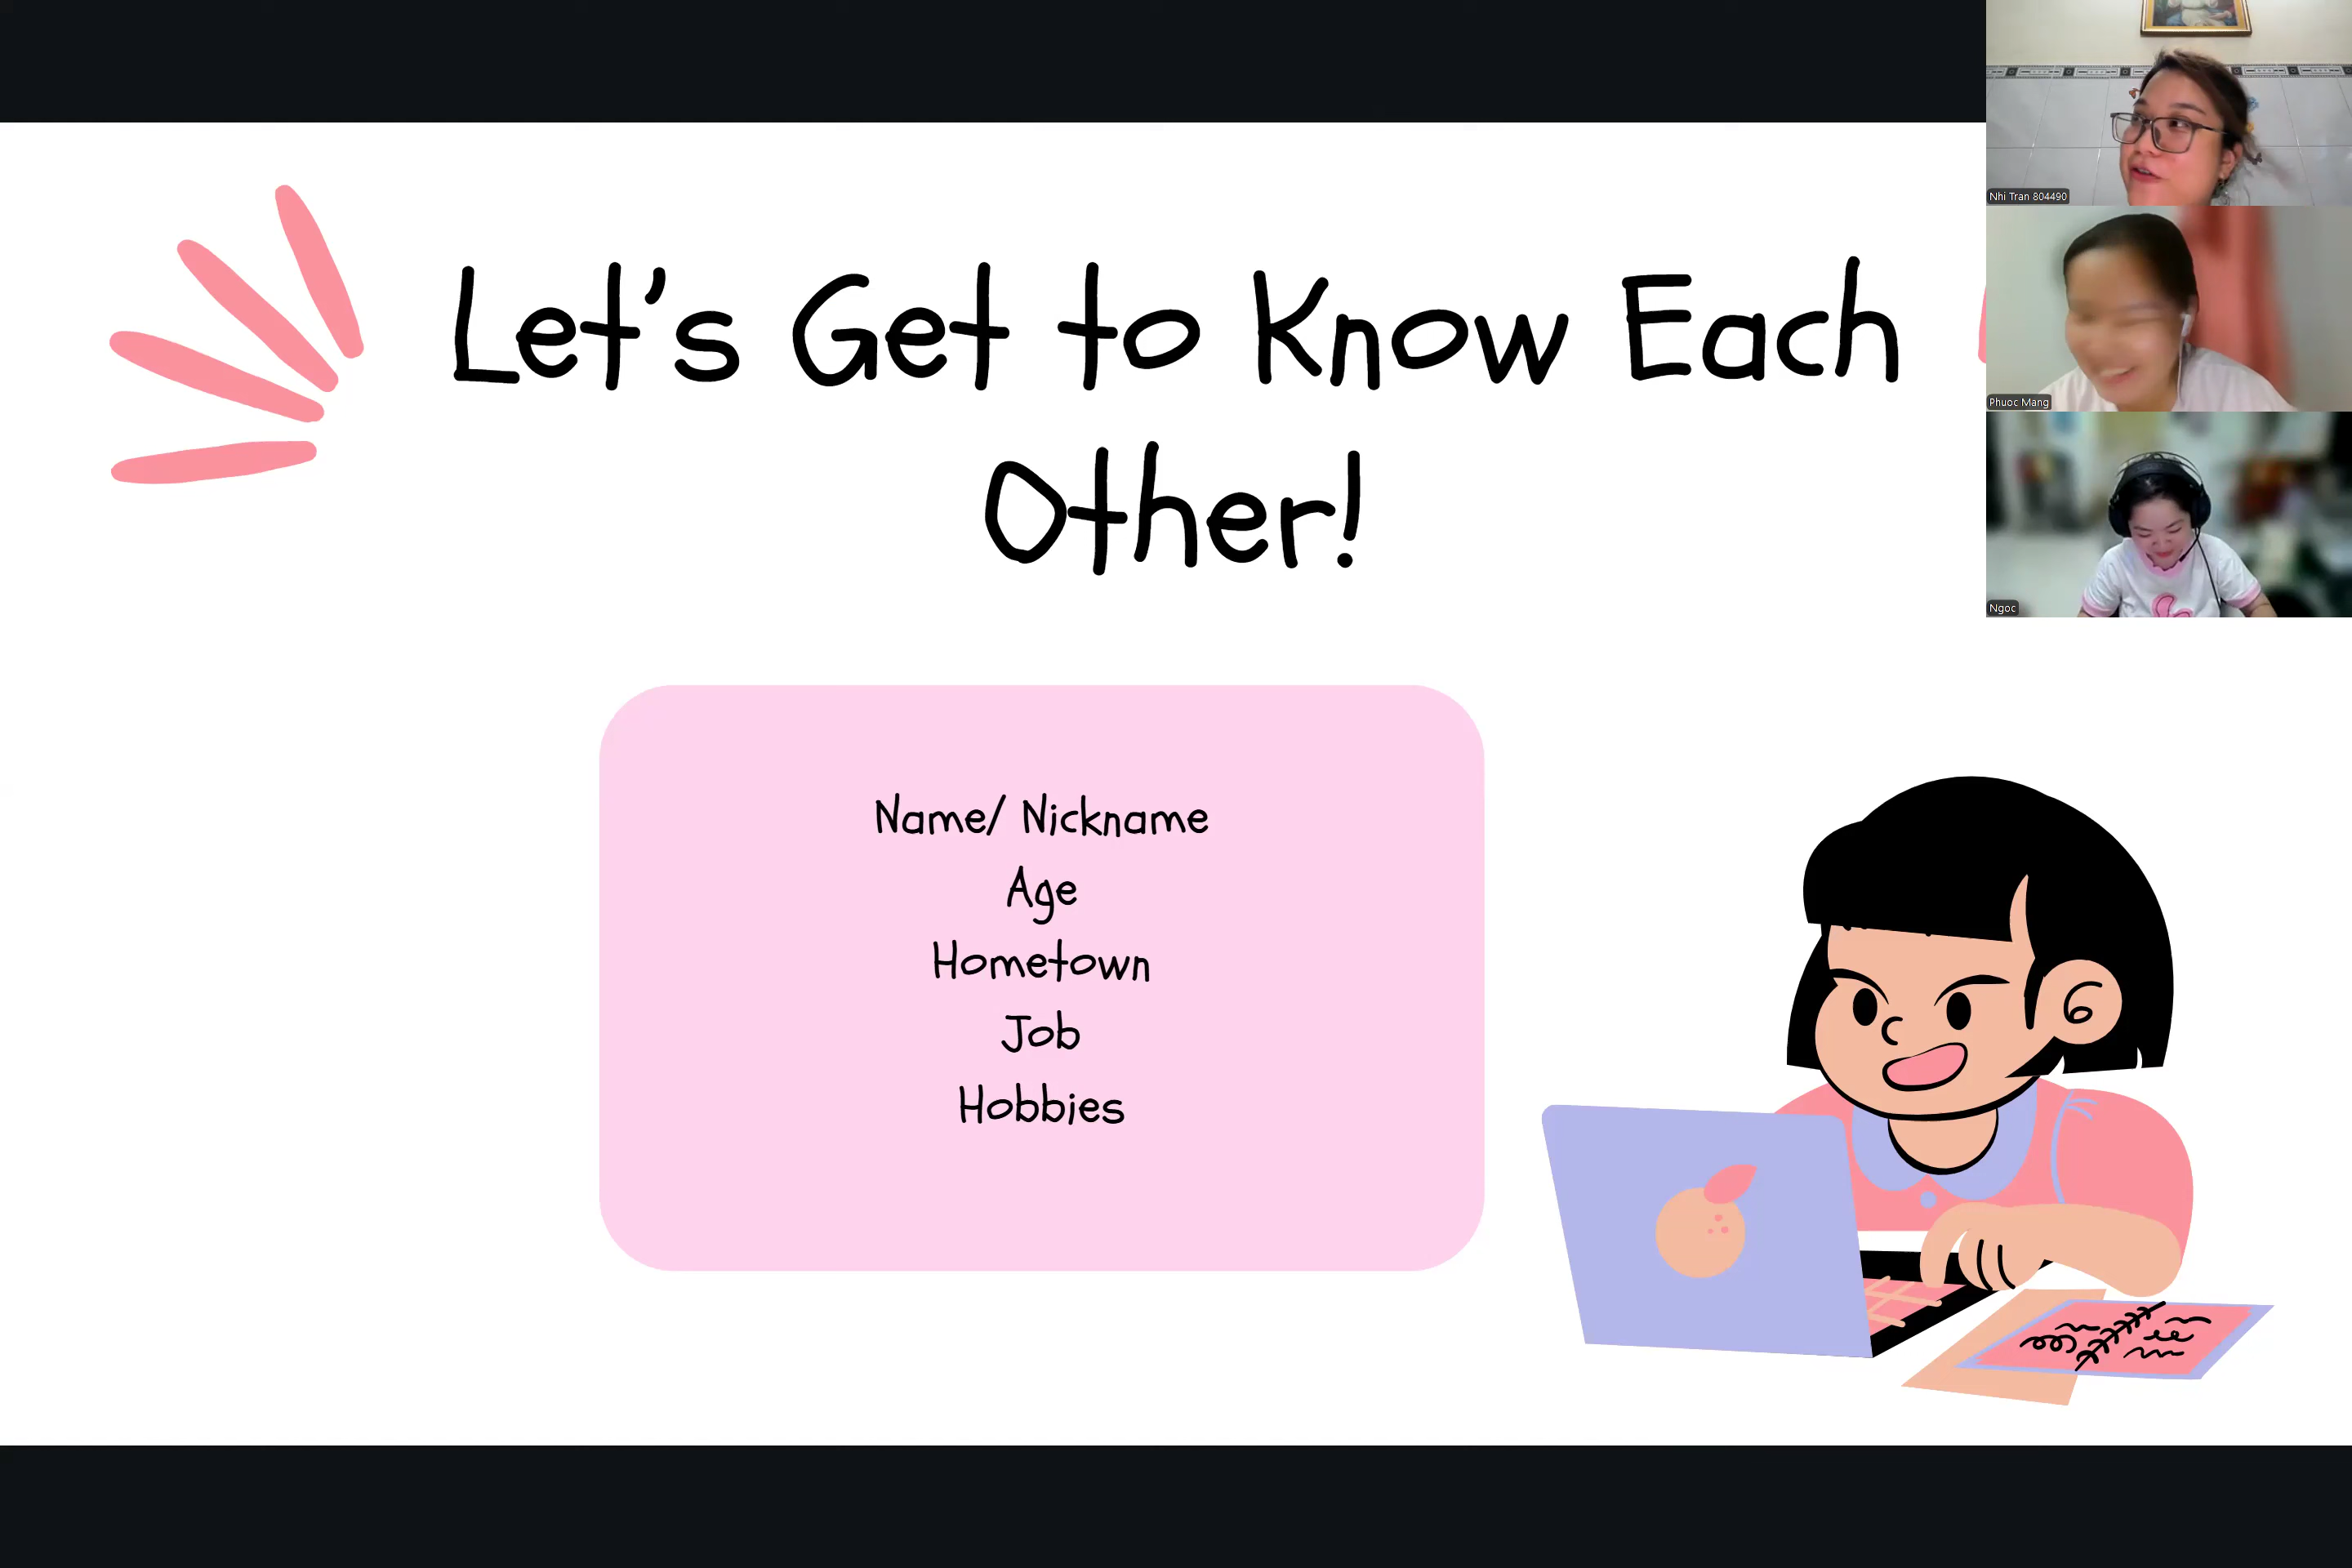 Let's Get to Know Each
Other!
Name/ Nickname
Age
Hometown
Job
Hobbies
Nhi Tran 804490
Phuoc Mang
Ngoc